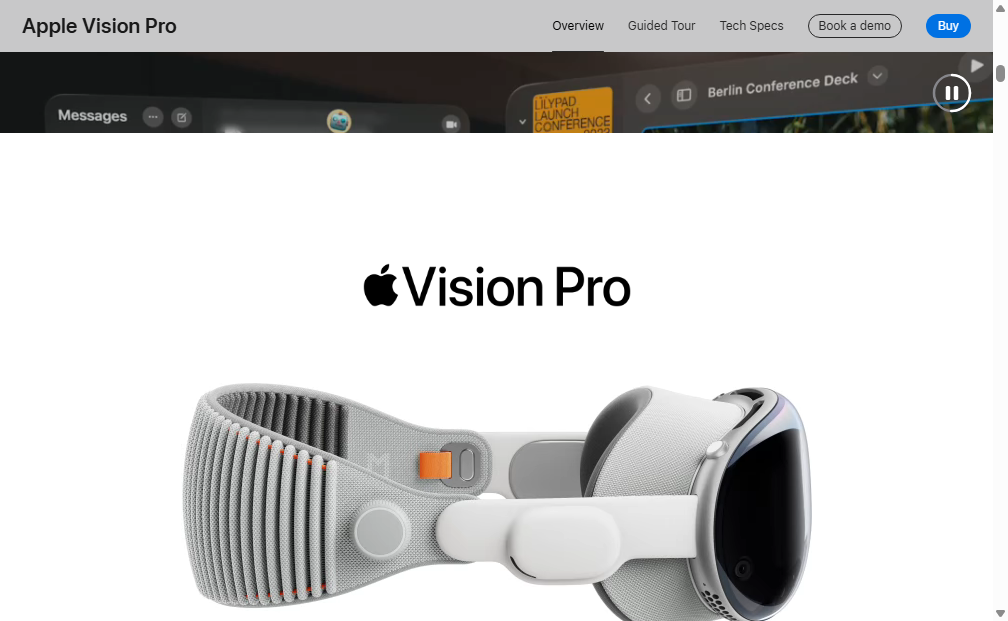 Apple Vision Pro
Overview
Guided Tour
Tech Specs
Book a demo
Buy
Messages
LILYPAD
LAUNCH
CONFERENCE
2023
Berlin Conference Deck
Vision Pro
M